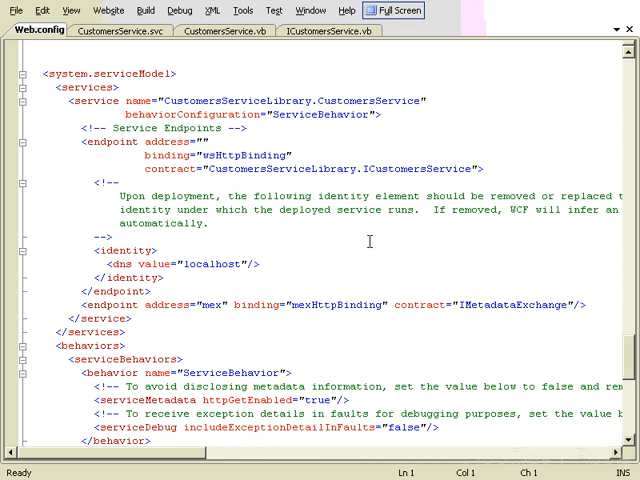 File Edit View Website Build Debug XML Tools Test Window Help Full Screen
Web.config CustomersService.svc CustomersService.vb ICustomersService.vb
<system.serviceModel>
<services>
<service name="CustomersServiceLibrary.CustomersService"
behaviorConfiguration="ServiceBehavior">
<!-- Service Endpoints -->
<endpoint address=""
binding="wsHttpBinding"
contract="CustomersServiceLibrary.ICustomersService">
<!--
Upon deployment, the following identity element should be removed or replaced t
identity under which the deployed service runs.  If removed, WCF will infer an
automatically.
-->
<identity>
<dns value="localhost"/>
</identity>
</endpoint>
<endpoint address="mex" binding="mexHttpBinding" contract="IMetadataExchange"/>
</service>
</services>
<behaviors>
<serviceBehaviors>
<behavior name="ServiceBehavior">
<!-- To avoid disclosing metadata information, set the value below to false and rem
<serviceMetadata httpGetEnabled="true"/>
<!-- To receive exception details in faults for debugging purposes, set the value b
<serviceDebug includeExceptionDetailInFaults="false"/>
</behavior>
Ready Ln 1 Col 1 Ch 1 INS